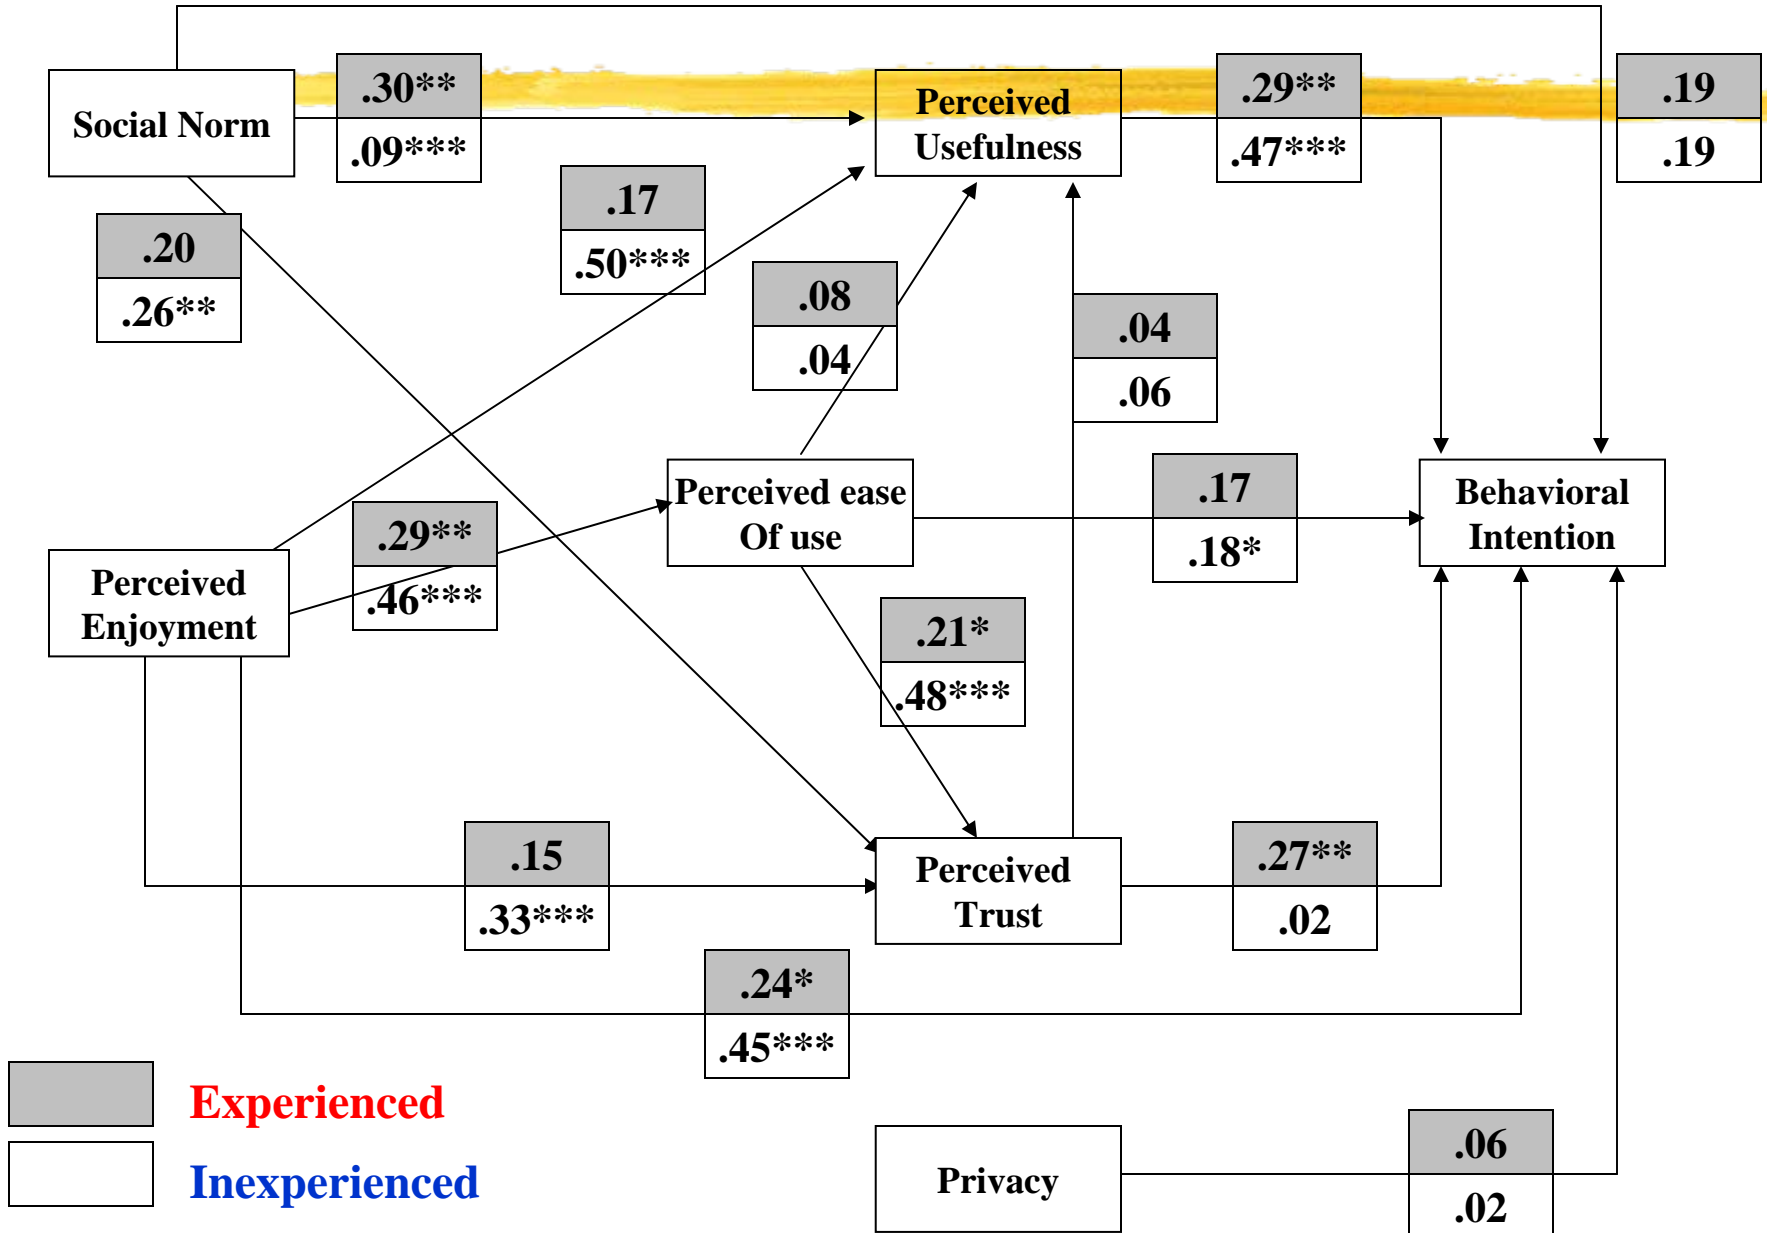 Social Norm
.30**
.09***
Perceived
Usefulness
.29**
.47***
.19
.19
.20
.26**
.17
.50***
.08
.04
.04
.06
Perceived ease
Of use
.17
.18*
Behavioral
Intention
.29**
.46***
Perceived
Enjoyment
.21*
.48***
.15
.33***
Perceived
Trust
.27**
.02
.24*
.45***
Experienced
Inexperienced
Privacy
.06
.02